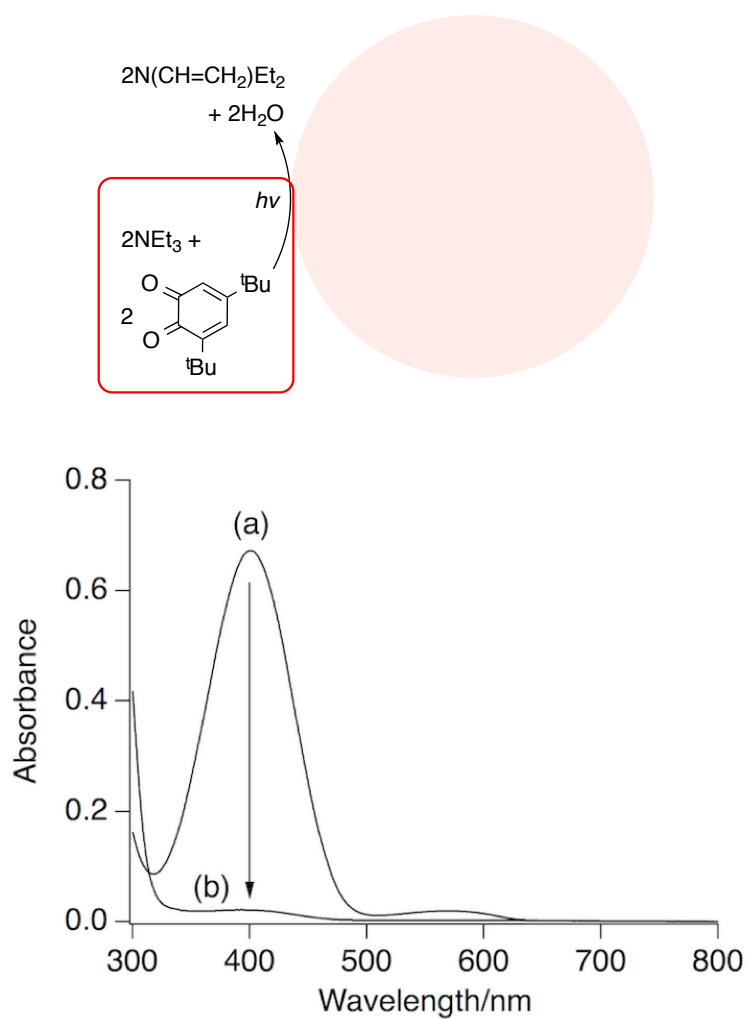 2N(CH=CH₂)Et₂
+ 2H₂O
hν
2NEt₃ +
O
ᵗBu
2
O
ᵗBu
0.8
(a)
0.6
0.4
0.2
(b)
0.0
300 400 500 600 700 800
Absorbance
Wavelength/nm